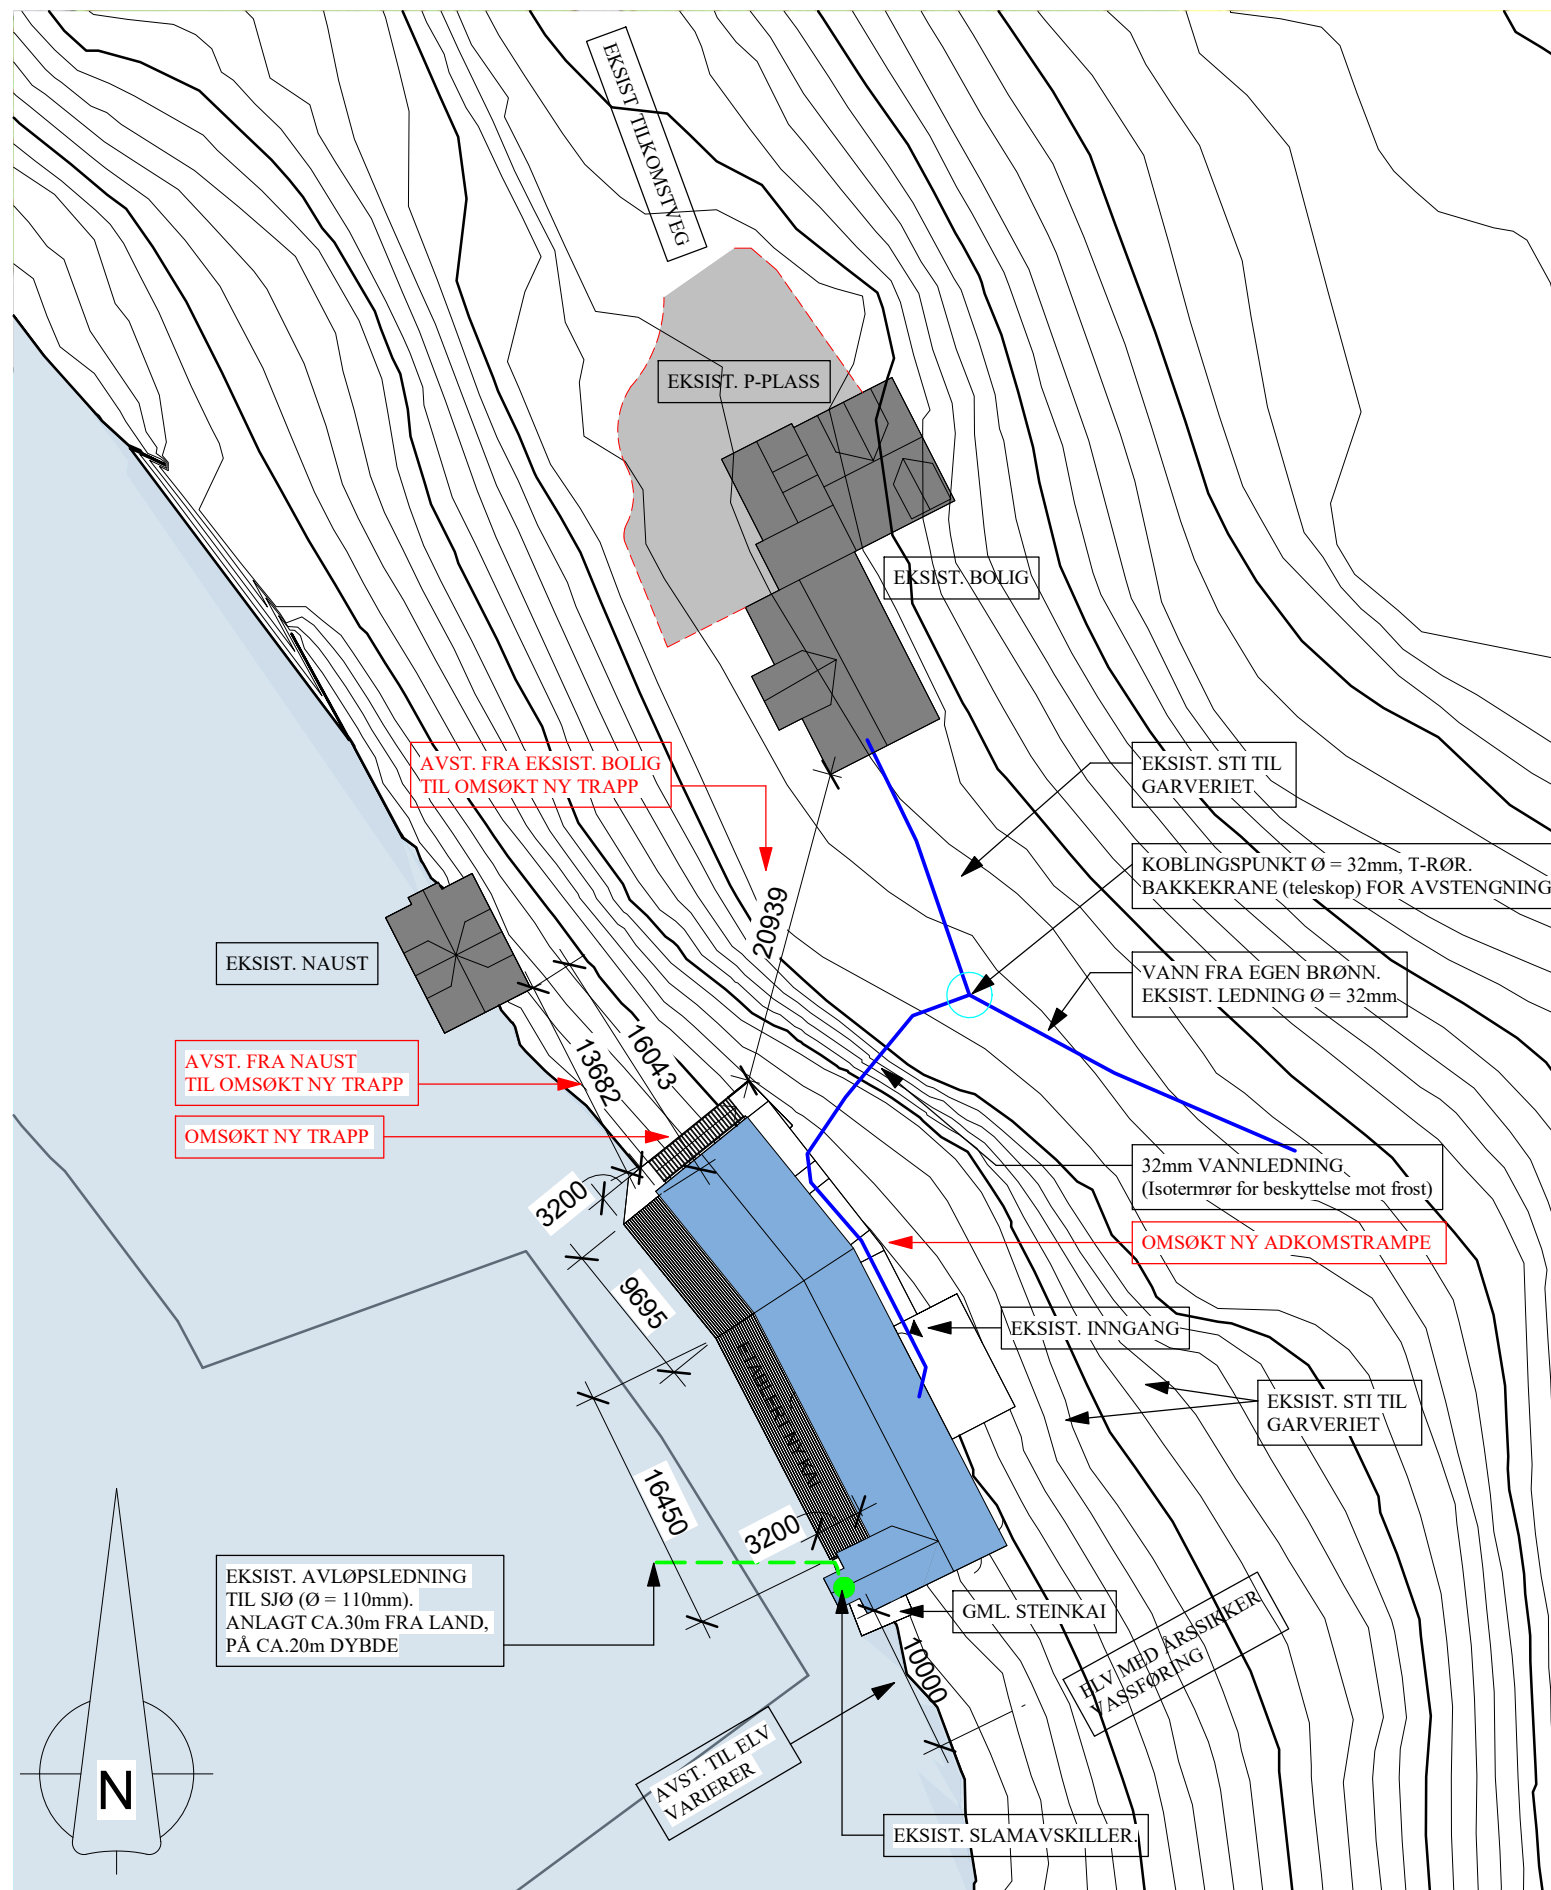 EKSIST TILKOMSTVEG
EKSIST. P-PLASS
EKSIST. BOLIG
AVST. FRA EKSIST. BOLIG
TIL OMSØKT NY TRAPP
EKSIST. STI TIL
GARVERIET
KOBLINGSPUNKT Ø = 32mm, T-RØR.
BAKKEKRANE (teleskop) FOR AVSTENGNING
20939
EKSIST. NAUST
VANN FRA EGEN BRØNN.
EKSIST. LEDNING Ø = 32mm
16043
13682
AVST. FRA NAUST
TIL OMSØKT NY TRAPP
OMSØKT NY TRAPP
32mm VANNLEDNING
(Isotermrør for beskyttelse mot frost)
3200
OMSØKT NY ADKOMSTRAMPE
9695
EKSIST. INNGANG
ETABLERT NY KAI
EKSIST. STI TIL
GARVERIET
16450
3200
EKSIST. AVLØPSLEDNING
TIL SJØ (Ø = 110mm).
ANLAGT CA.30m FRA LAND,
PÅ CA.20m DYBDE
GML. STEINKAI
ELV MED ÅRSSIKKER
VASSFØRING
10000
AVST. TIL ELV
VARIERER
N
EKSIST. SLAMAVSKILLER.